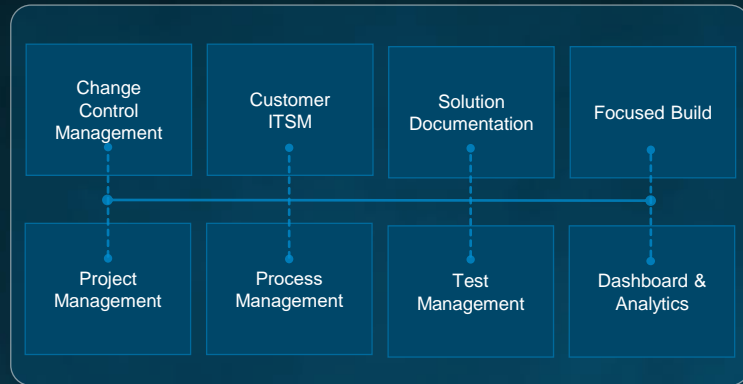 Change
Control
Management
Customer
ITSM
Solution
Documentation
Focused Build
Project
Management
Process
Management
Test
Management
Dashboard &
Analytics